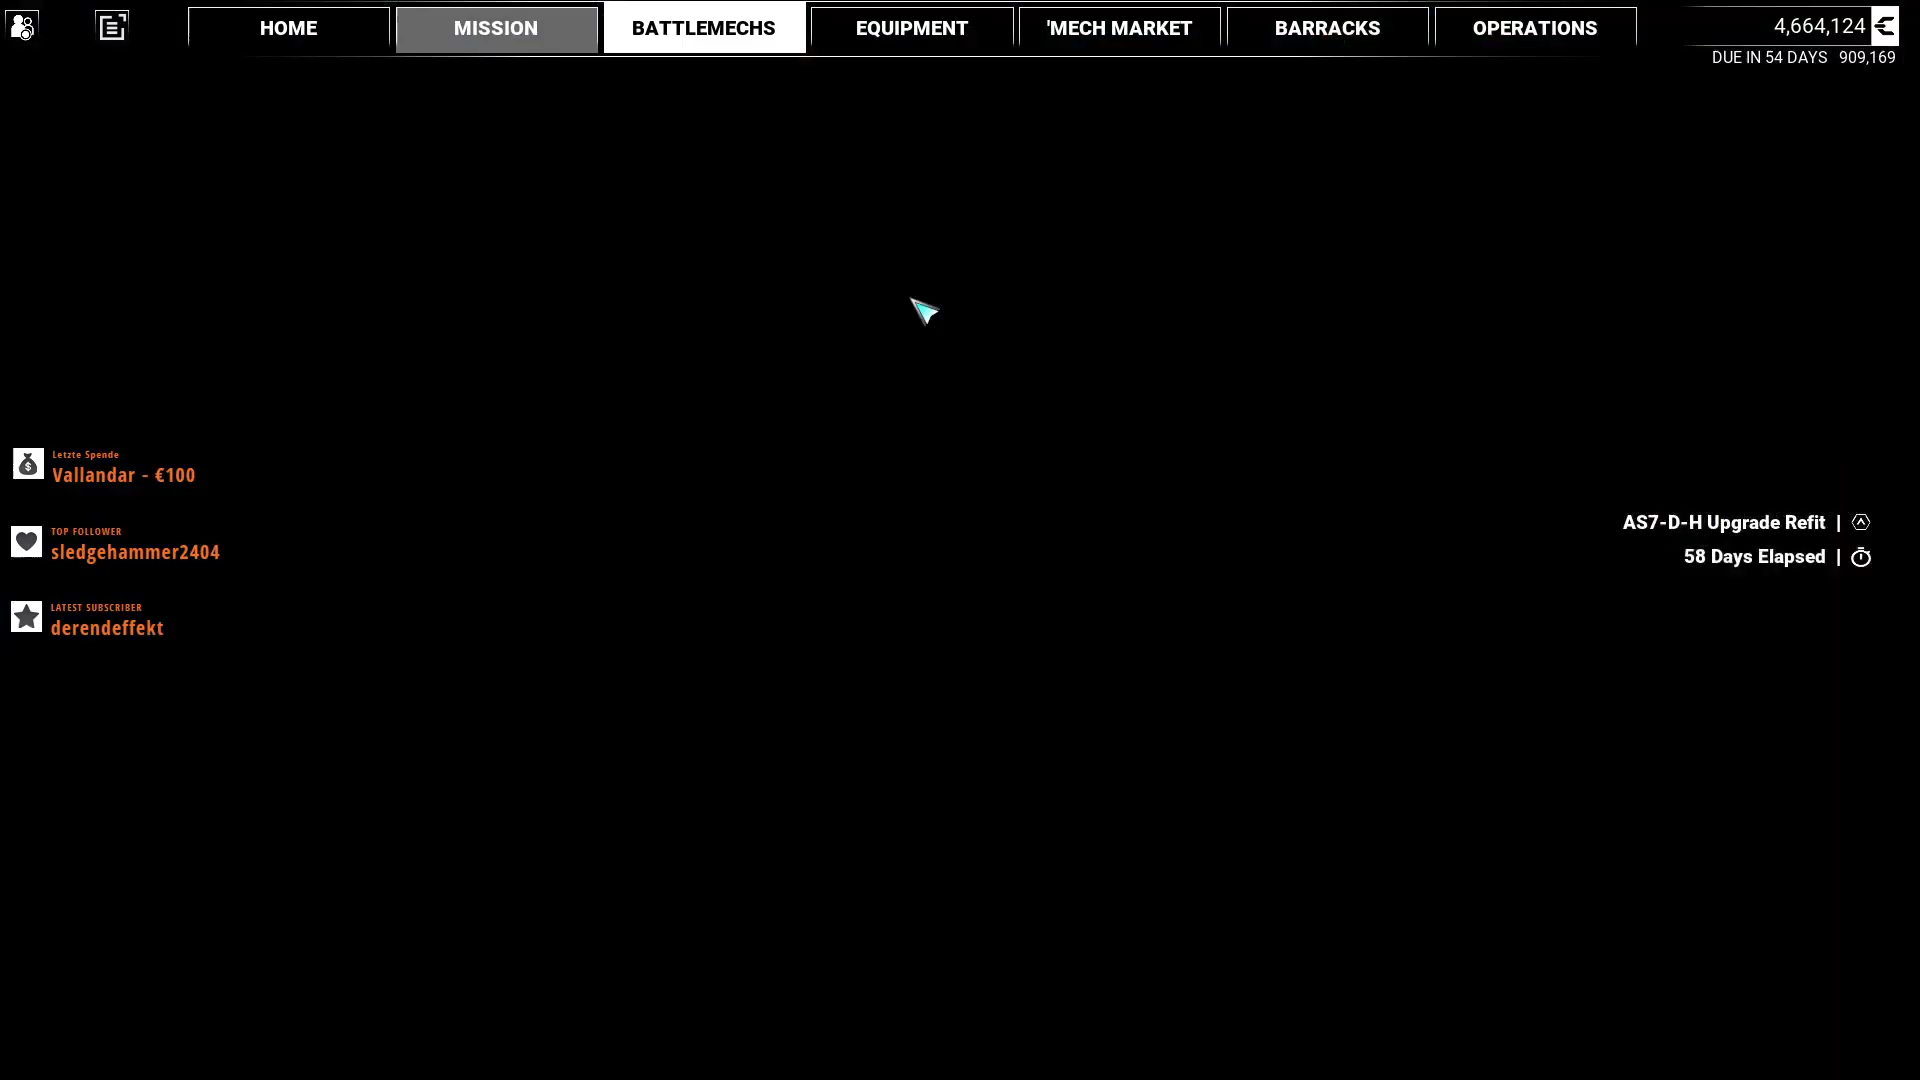 HOME
MISSION
BATTLEMECHS
EQUIPMENT
'MECH MARKET
BARRACKS
OPERATIONS
4,664,124
DUE IN 54 DAYS 909,169
Letzte Spende
Vallandar - €100
TOP FOLLOWER
sledgehammer2404
LATEST SUBSCRIBER
derendeffekt
AS7-D-H Upgrade Refit |
58 Days Elapsed |